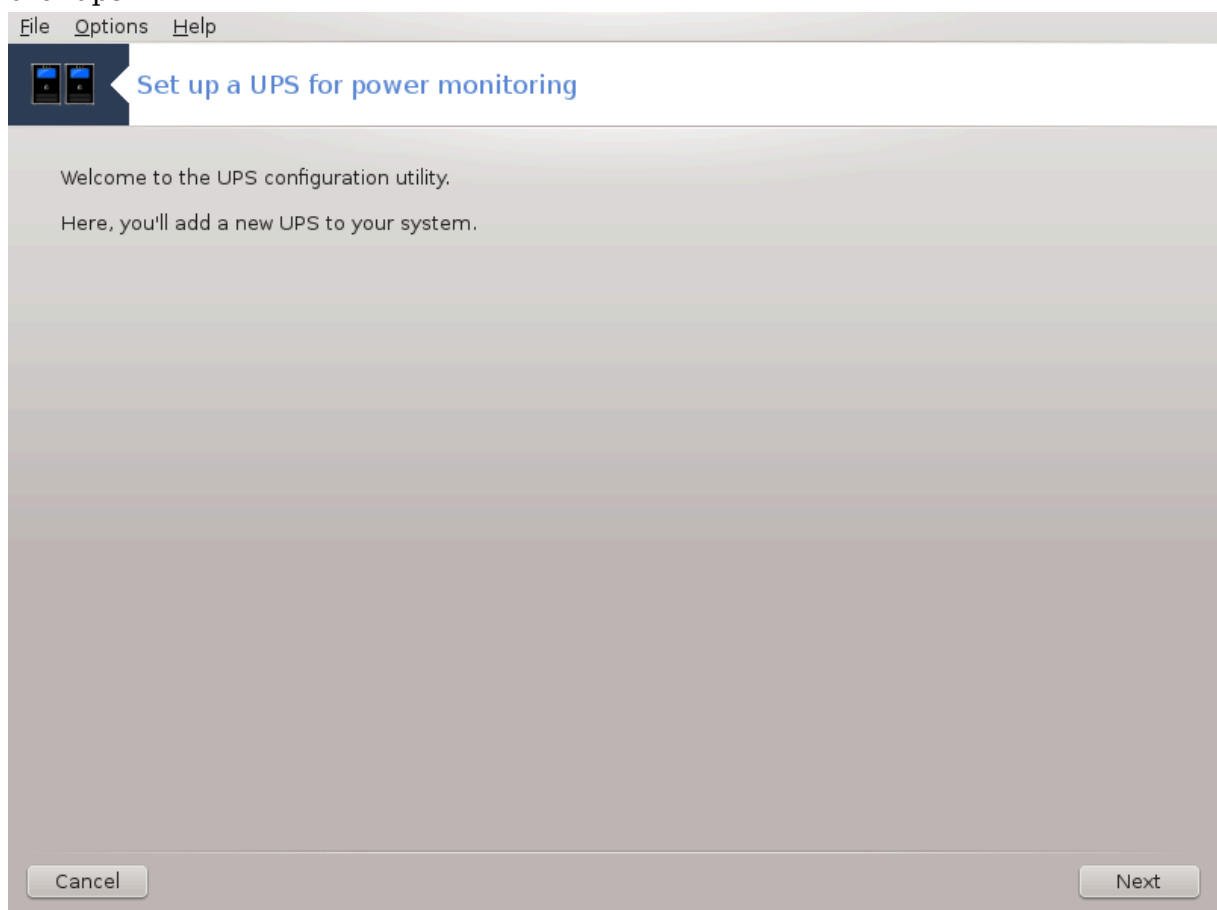 File Options Help
Set up a UPS for power monitoring
Welcome to the UPS configuration utility.
Here, you'll add a new UPS to your system.
Cancel Next